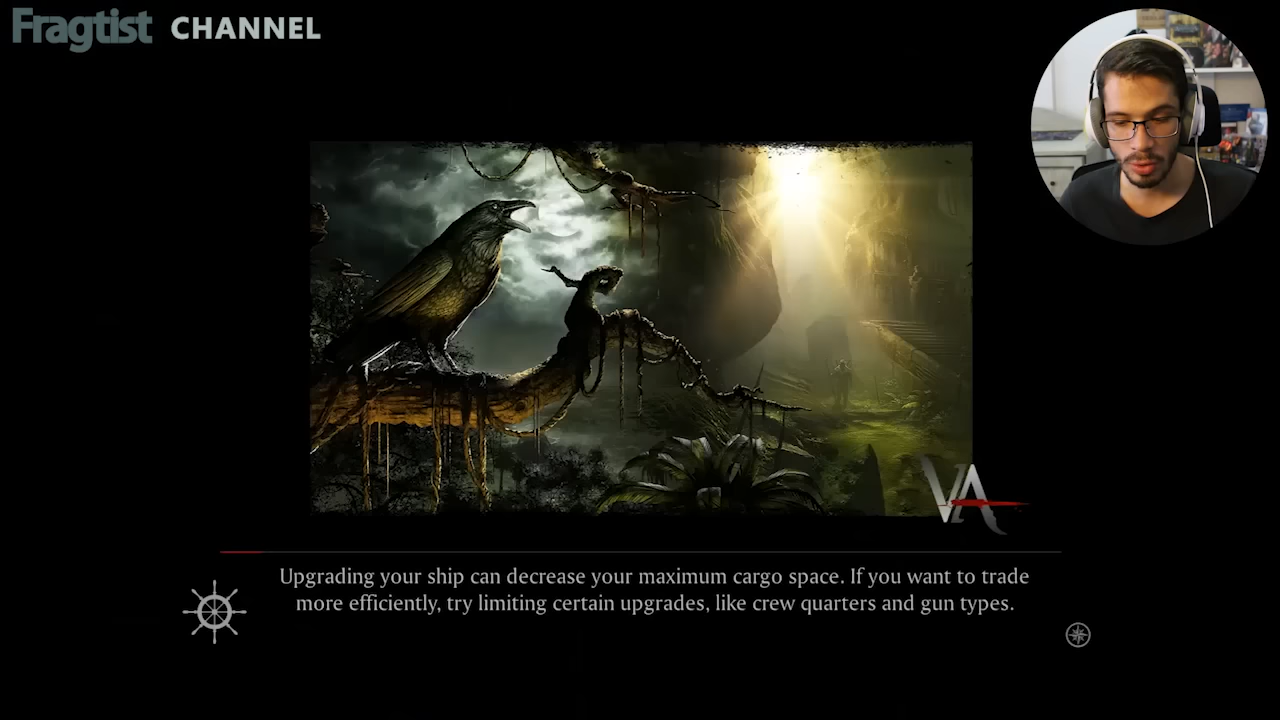 Fragtist CHANNEL
VA
Upgrading your ship can decrease your maximum cargo space. If you want to trade
more efficiently, try limiting certain upgrades, like crew quarters and gun types.